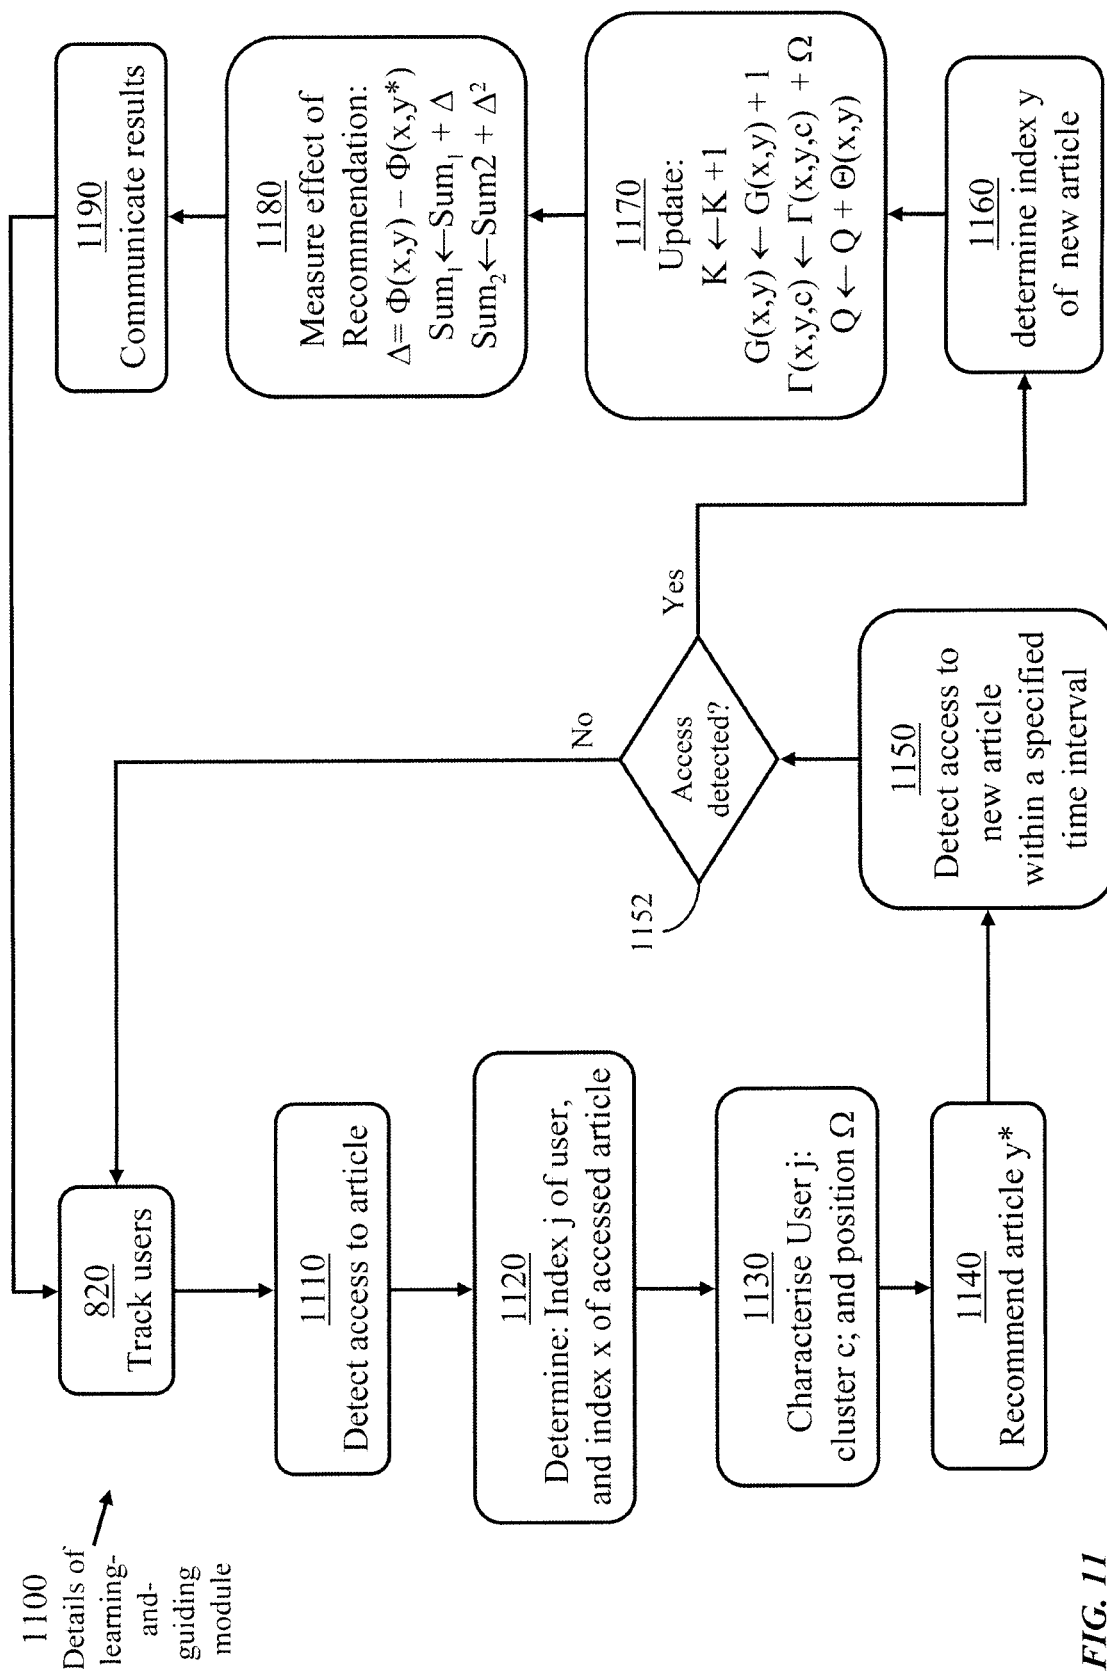 1100
Details of
learning-
and-
guiding
module
820
Track users
1110
Detect access to article
1120
Determine: Index j of user,
and index x of accessed article
1130
Characterise User j:
cluster c; and position Ω
1140
Recommend article y*
1150
Detect access to
new article
within a specified
time interval
1152
Access
detected?
No
Yes
1160
determine index y
of new article
1170
Update:
K ← K +1
G(x,y) ← G(x,y) + 1
Γ(x,y,c) ← Γ(x,y,c) + Ω
Q ← Q + Θ(x,y)
1180
Measure effect of
Recommendation:
Δ= Φ(x,y) – Φ(x,y*)
Sum₁←Sum₁ + Δ
Sum₂←Sum2 + Δ²
1190
Communicate results
FIG. 11